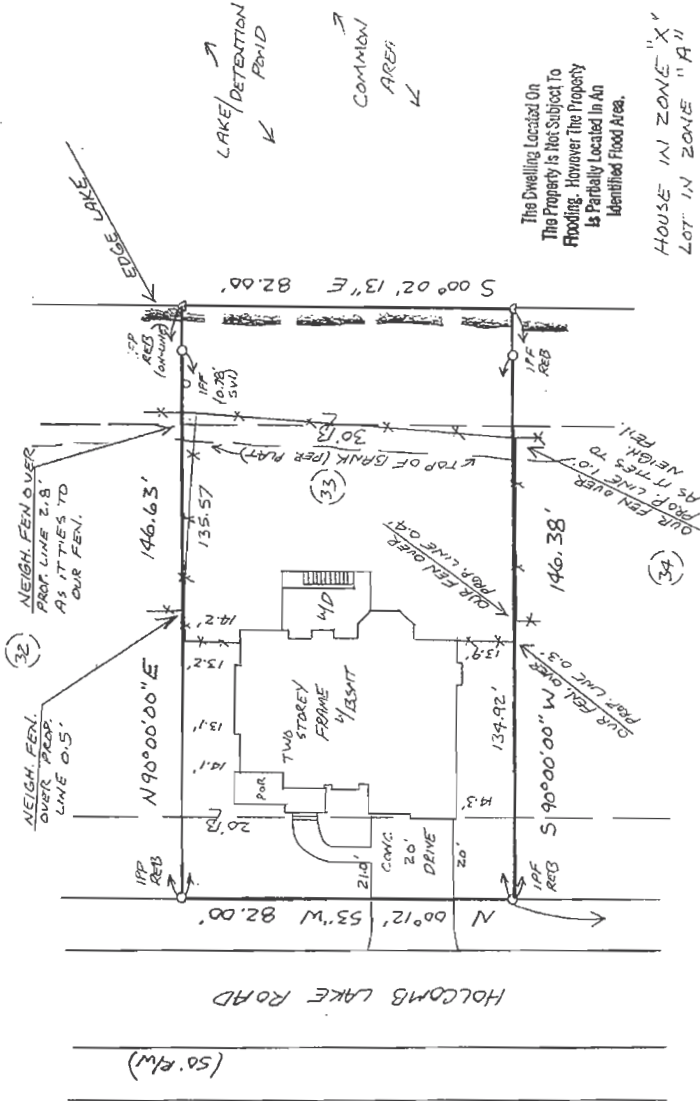 LAKE/DETENTION
POND
COMMON
AREA
EDGE LAKE
The Dwelling Located On
The Property Is Not Subject To
Flooding. However The Property
Is Partially Located In An
Identified Flood Area.
HOUSE IN ZONE "X"
LOT IN ZONE "A"
S 00° 02' 13" E 82.00'
REB
(ON-LINE)
IPF
(0.78'
IPF
REB
NEIGH. FEN OVER
PROP. LINE 2.8'
AS IT TIES TO
OUR FEN.
30'B
TOP OF BANK (PER PLAT)
(33)
OUR FEN OVER
PROP. LINE 1.0'
AS IT TIES TO
NEIGH. FEN.
146.63'
135.57
146.38'
OUR FEN OVER
PROP. LINE 0.4'
(32)
(34)
NEIGH. FEN.
OVER PROP.
LINE 0.5'
N 90°00'00" E
14.2'
13.2'
13.1'
14.1'
W/D
TWO
STOREY
FRAME
W/BSMT
POR
13.9'
14.3'
134.92'
S 90°00'00" W
OUR FEN. OVER
PROP. LINE 0.3'
20'B
CONC.
20'
DRIVE
21.0'
20'
IPF
REB
IPF
REB
N 00°12' 53" W 82.00'
HOLCOMB LAKE ROAD
(50' R/W)